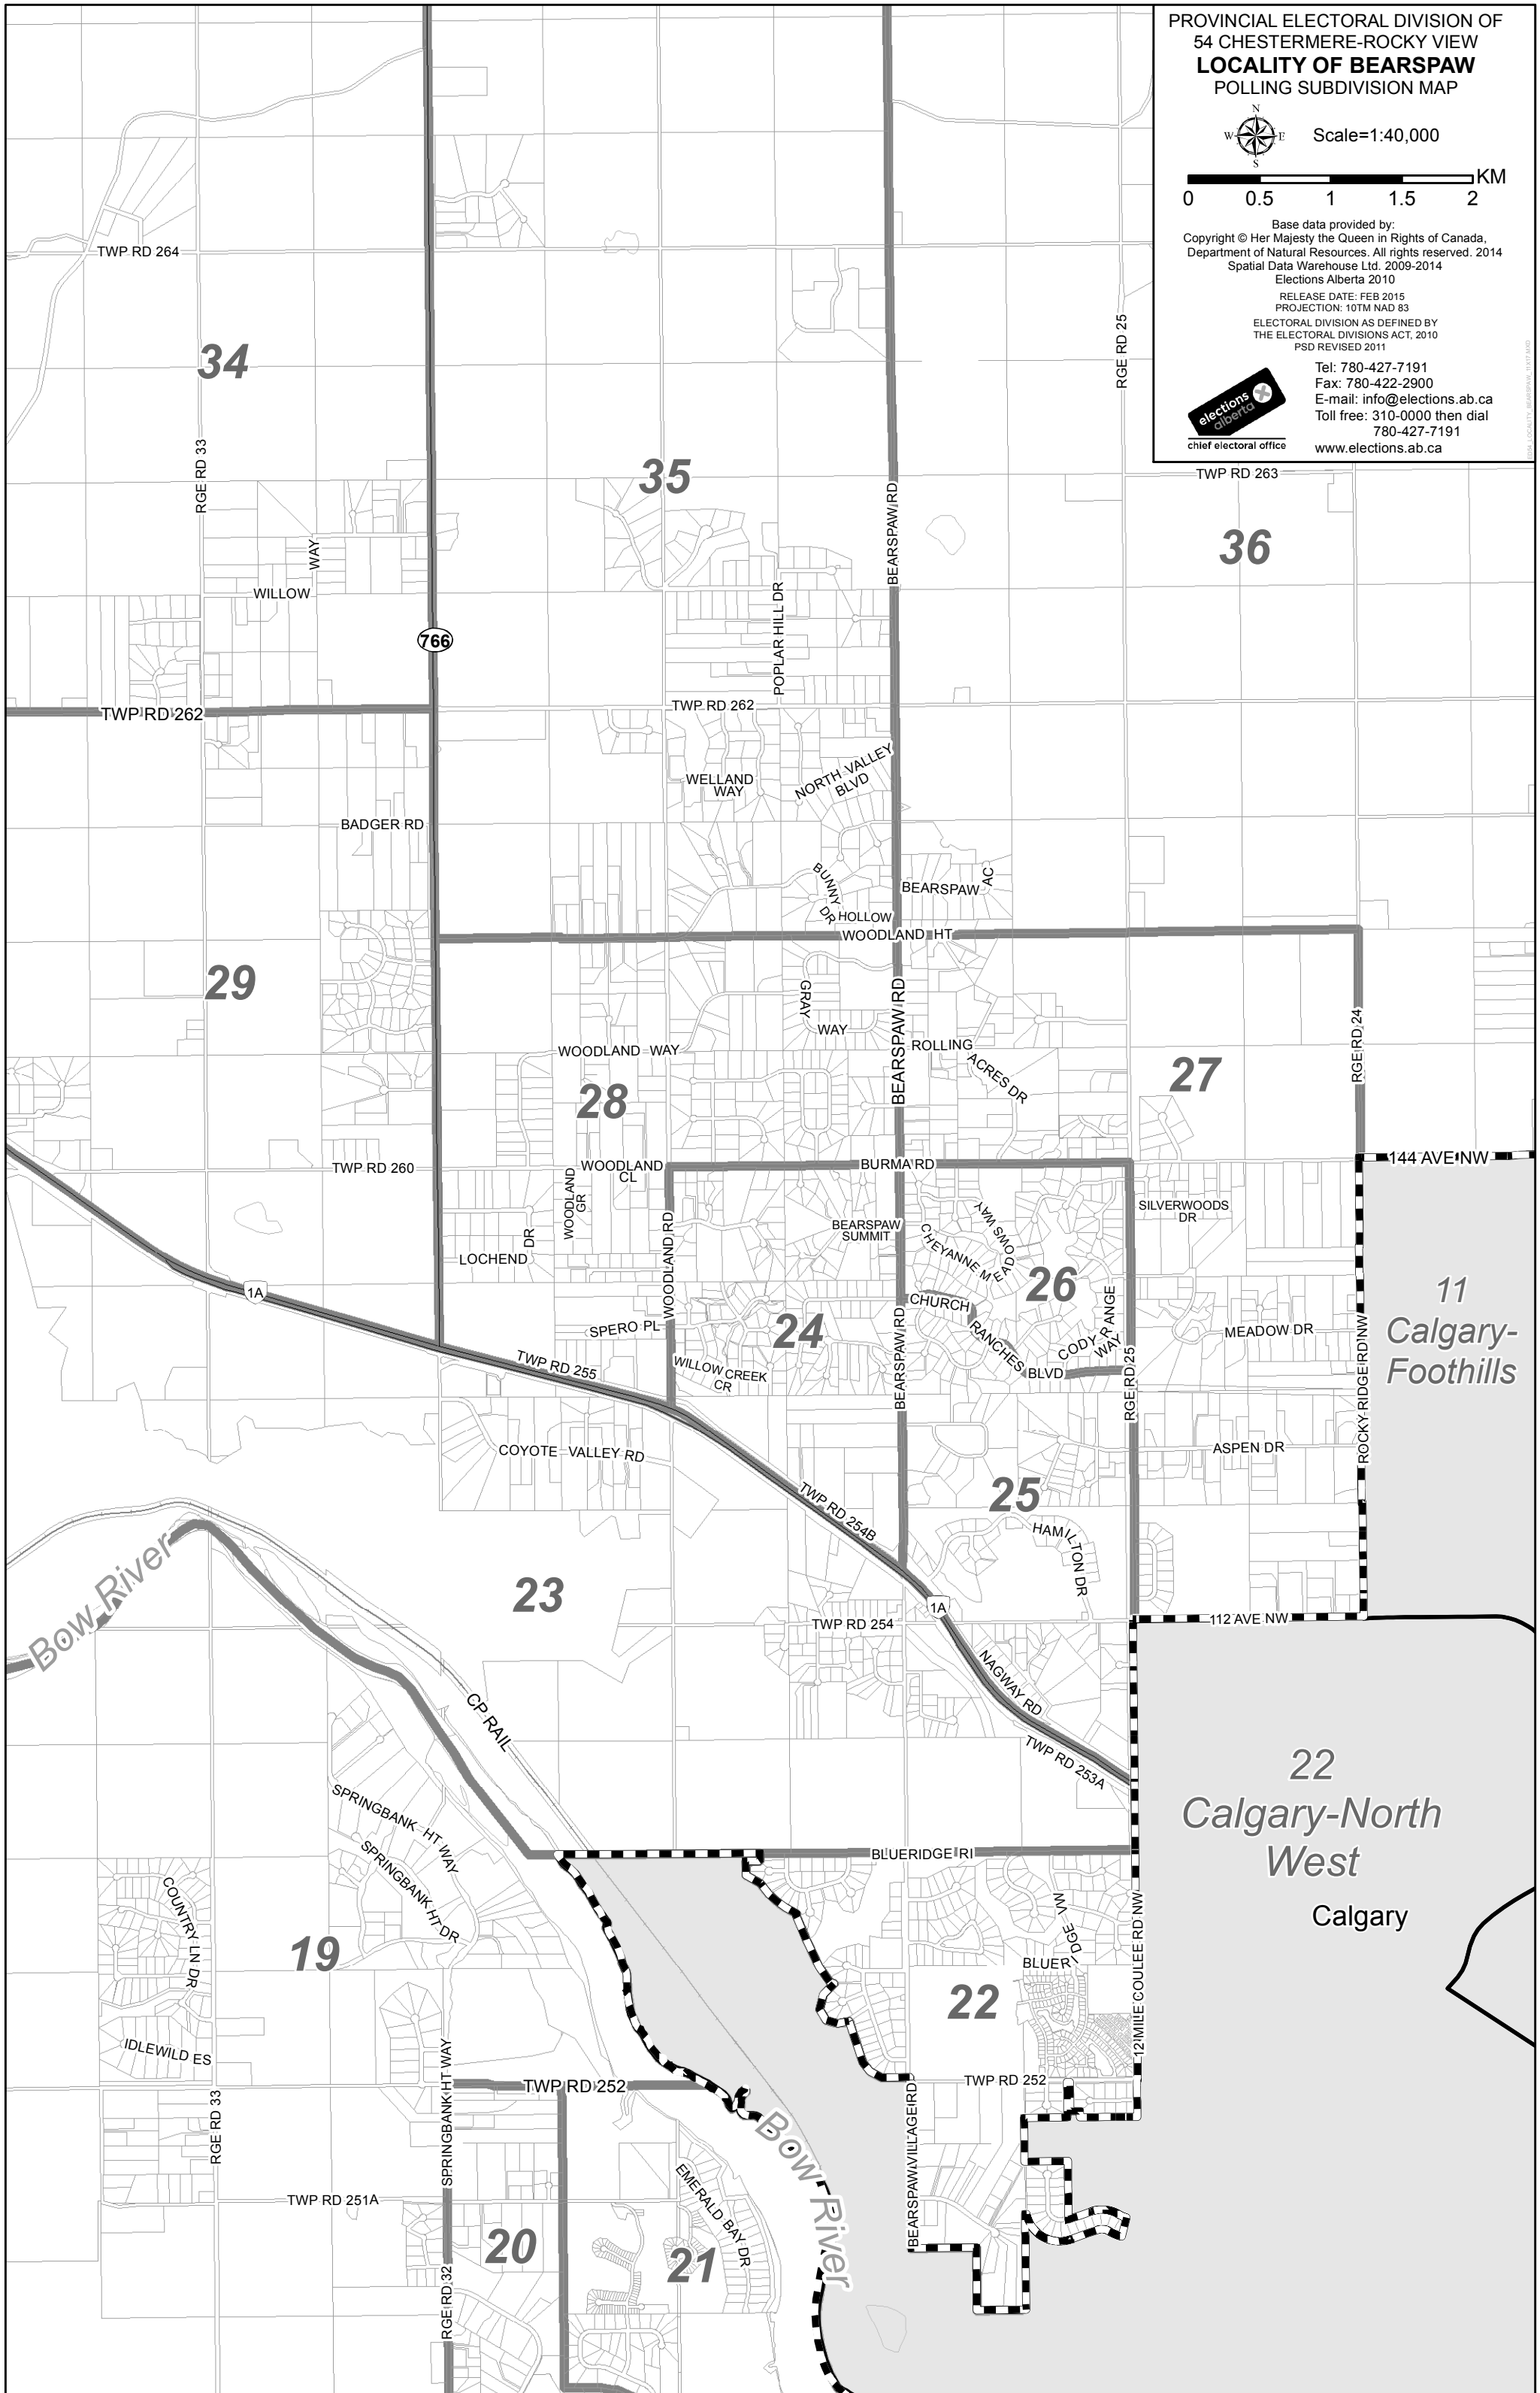 PROVINCIAL ELECTORAL DIVISION OF
54 CHESTERMERE-ROCKY VIEW
LOCALITY OF BEARSPAW
POLLING SUBDIVISION MAP
N
W E
S
Scale=1:40,000
KM
0 0.5 1 1.5 2
Base data provided by:
Copyright © Her Majesty the Queen in Rights of Canada,
Department of Natural Resources. All rights reserved. 2014
Spatial Data Warehouse Ltd. 2009-2014
Elections Alberta 2010
RELEASE DATE: FEB 2015
PROJECTION: 10TM NAD 83
ELECTORAL DIVISION AS DEFINED BY
THE ELECTORAL DIVISIONS ACT, 2010
PSD REVISED 2011
elections
alberta
chief electoral office
Tel: 780-427-7191
Fax: 780-422-2900
E-mail: info@elections.ab.ca
Toll free: 310-0000 then dial
780-427-7191
www.elections.ab.ca
TWP RD 264
34
RGE RD 25
RGE RD 33
35
TWP RD 263
BEARSPAW RD
36
WAY
WILLOW
POPLAR HILL DR
766
TWP RD 262
TWP RD 262
WELLAND
WAY
NORTH VALLEY
BLVD
BADGER RD
BUNNY
HOLLOW
DR
BEARSPAW AC
WOODLAND HT
29
GRAY
WAY
BEARSPAW RD
RGE RD 24
WOODLAND WAY
ROLLING
ACRES DR
27
28
TWP RD 260
WOODLAND
CL
BURMA RD
144 AVE NW
WOODLAND
GR
SILVERWOODS
DR
LOCHEND
DR
WOODLAND RD
BEARSPAW
SUMMIT
CHEYANNE MEADOWS WAY
26
1A
CHURCH
RANCHES
BLVD
CODY RANGE
WAY
SPERO PL
24
BEARSPAW RD
RGE RD 25
MEADOW DR
ROCKY RIDGE RD NW
11
Calgary-
Foothills
TWP RD 255
WILLOW CREEK
CR
COYOTE VALLEY RD
ASPEN DR
25
TWP RD 254B
HAMILTON DR
Bow River
23
1A
TWP RD 254
112 AVE NW
NAGWAY RD
CP RAIL
TWP RD 253A
22
Calgary-North
West
Calgary
SPRINGBANK HT WAY
SPRINGBANK HT DR
BLUERIDGE RI
COUNTRY LN DR
19
BLUERIDGE VW
22
12 MILE COULEE RD NW
IDLEWILD ES
SPRINGBANK HT WAY
TWP RD 252
TWP RD 252
RGE RD 33
Bow River
BEARSPAW VILLAGE RD
TWP RD 251A
EMERALD BAY DR
20
21
RGE RD 32